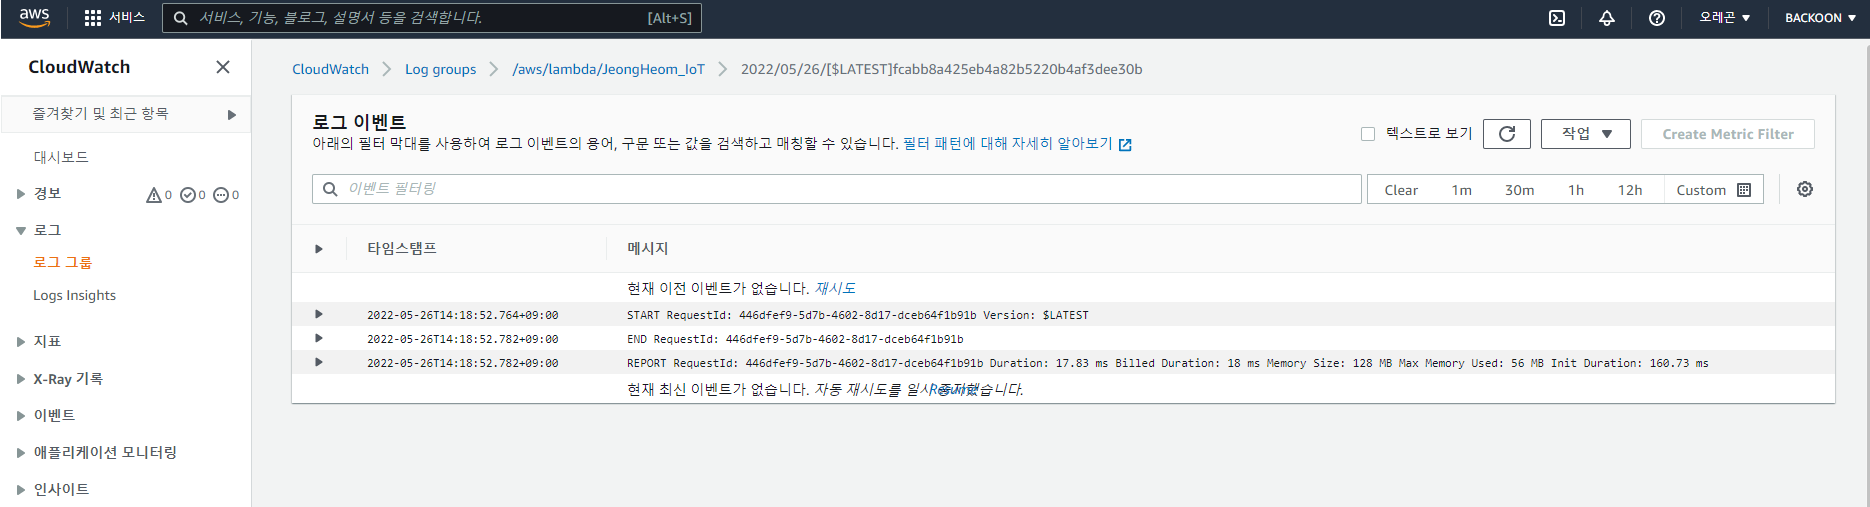 aws
서비스
서비스, 기능, 블로그, 설명서 등을 검색합니다.
[Alt+S]
오레곤
BACKOON
CloudWatch
즐겨찾기 및 최근 항목
대시보드
경보 0 0 0
로그
로그 그룹
Logs Insights
지표
X-Ray 기록
이벤트
애플리케이션 모니터링
인사이트
CloudWatch
Log groups
/aws/lambda/JeongHeom_IoT
2022/05/26/[$LATEST]fcabb8a425eb4a82b5220b4af3dee30b
로그 이벤트
아래의 필터 막대를 사용하여 로그 이벤트의 용어, 구문 또는 값을 검색하고 매칭할 수 있습니다. 필터 패턴에 대해 자세히 알아보기
텍스트로 보기
작업
Create Metric Filter
이벤트 필터링
Clear 1m 30m 1h 12h Custom
타임스탬프 메시지
현재 이전 이벤트가 없습니다. 재시도
2022-05-26T14:18:52.764+09:00 START RequestId: 446dfef9-5d7b-4602-8d17-dceb64f1b91b Version: $LATEST
2022-05-26T14:18:52.782+09:00 END RequestId: 446dfef9-5d7b-4602-8d17-dceb64f1b91b
2022-05-26T14:18:52.782+09:00 REPORT RequestId: 446dfef9-5d7b-4602-8d17-dceb64f1b91b Duration: 17.83 ms Billed Duration: 18 ms Memory Size: 128 MB Max Memory Used: 56 MB Init Duration: 160.73 ms
현재 최신 이벤트가 없습니다. 자동 재시도를 일시 중지했습니다.